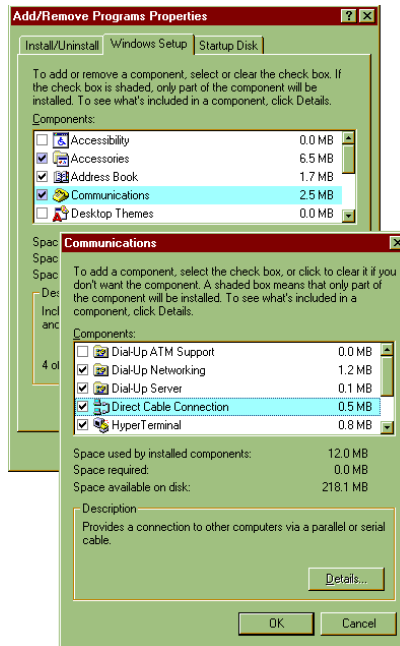 Add/Remove Programs Properties
Install/Uninstall Windows Setup Startup Disk
To add or remove a component, select or clear the check box. If
the check box is shaded, only part of the component will be
installed. To see what's included in a component, click Details.
Components:
Accessibility 0.0 MB
Accessories 6.5 MB
Address Book 1.7 MB
Communications 2.5 MB
Desktop Themes 0.0 MB
Spac
Spac
Spac
Des
Incl
and
4 of
Communications
To add a component, select the check box, or click to clear it if you
don't want the component. A shaded box means that only part of
the component will be installed. To see what's included in a
component, click Details.
Components:
Dial-Up ATM Support 0.0 MB
Dial-Up Networking 1.2 MB
Dial-Up Server 0.1 MB
Direct Cable Connection 0.5 MB
HyperTerminal 0.8 MB
Space used by installed components: 12.0 MB
Space required: 0.0 MB
Space available on disk: 218.1 MB
Description
Provides a connection to other computers via a parallel or serial
cable.
Details...
OK Cancel